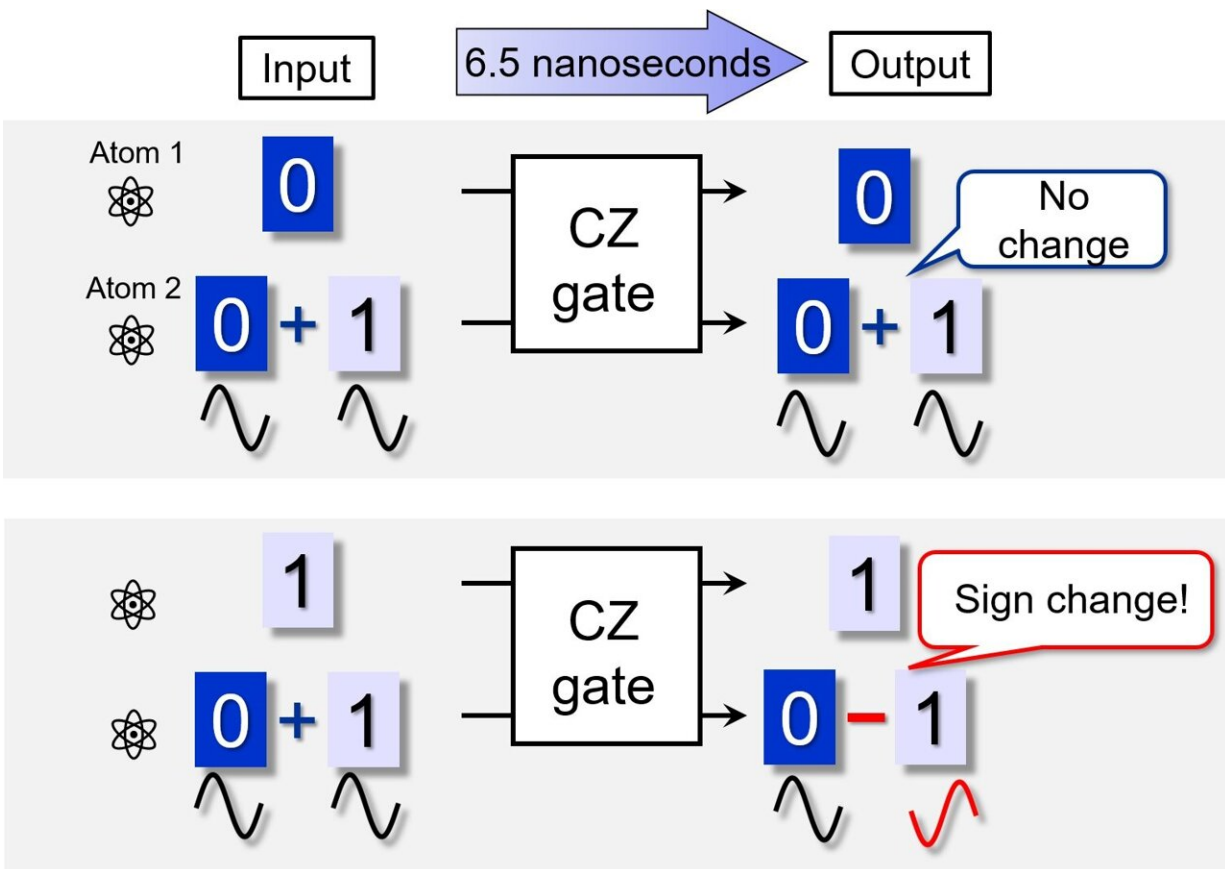 Input
6.5 nanoseconds
Output
Atom 1
0
CZ
gate
0
No
change
Atom 2
0 + 1
0 + 1
1
CZ
gate
1
Sign change!
0 + 1
0 − 1